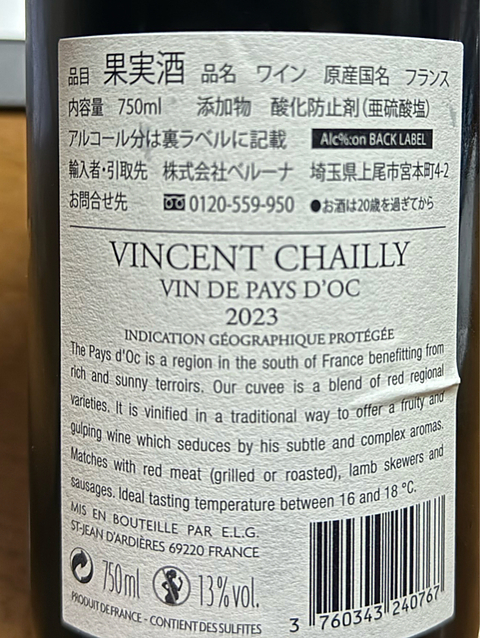 品目 果実酒 品名 ワイン 原産国名 フランス
内容量 750ml 添加物 酸化防止剤(亜硫酸塩)
アルコール分は裏ラベルに記載 Alc%:on BACK LABEL
輸入者・引取先 株式会社ベルーナ 埼玉県上尾市宮本町4-2
お問合せ先 0120-559-950 ●お酒は20歳を過ぎてから
VINCENT CHAILLY
VIN DE PAYS D'OC
2023
INDICATION GÉOGRAPHIQUE PROTÉGÉE
The Pays d'Oc is a region in the south of France benefitting from
rich and sunny terroirs. Our cuvee is a blend of red regional
varieties. It is vinified in a traditional way to offer a fruity and
gulping wine which seduces by his subtle and complex aromas.
Matches with red meat (grilled or roasted), lamb skewers and
sausages. Ideal tasting temperature between 16 and 18 °C.
MIS EN BOUTEILLE PAR E.L.G.
ST-JEAN D'ARDIÈRES 69220 FRANCE
750ml 13%vol.
PRODUIT DE FRANCE - CONTIENT DES SULFITES
3 760343 240767